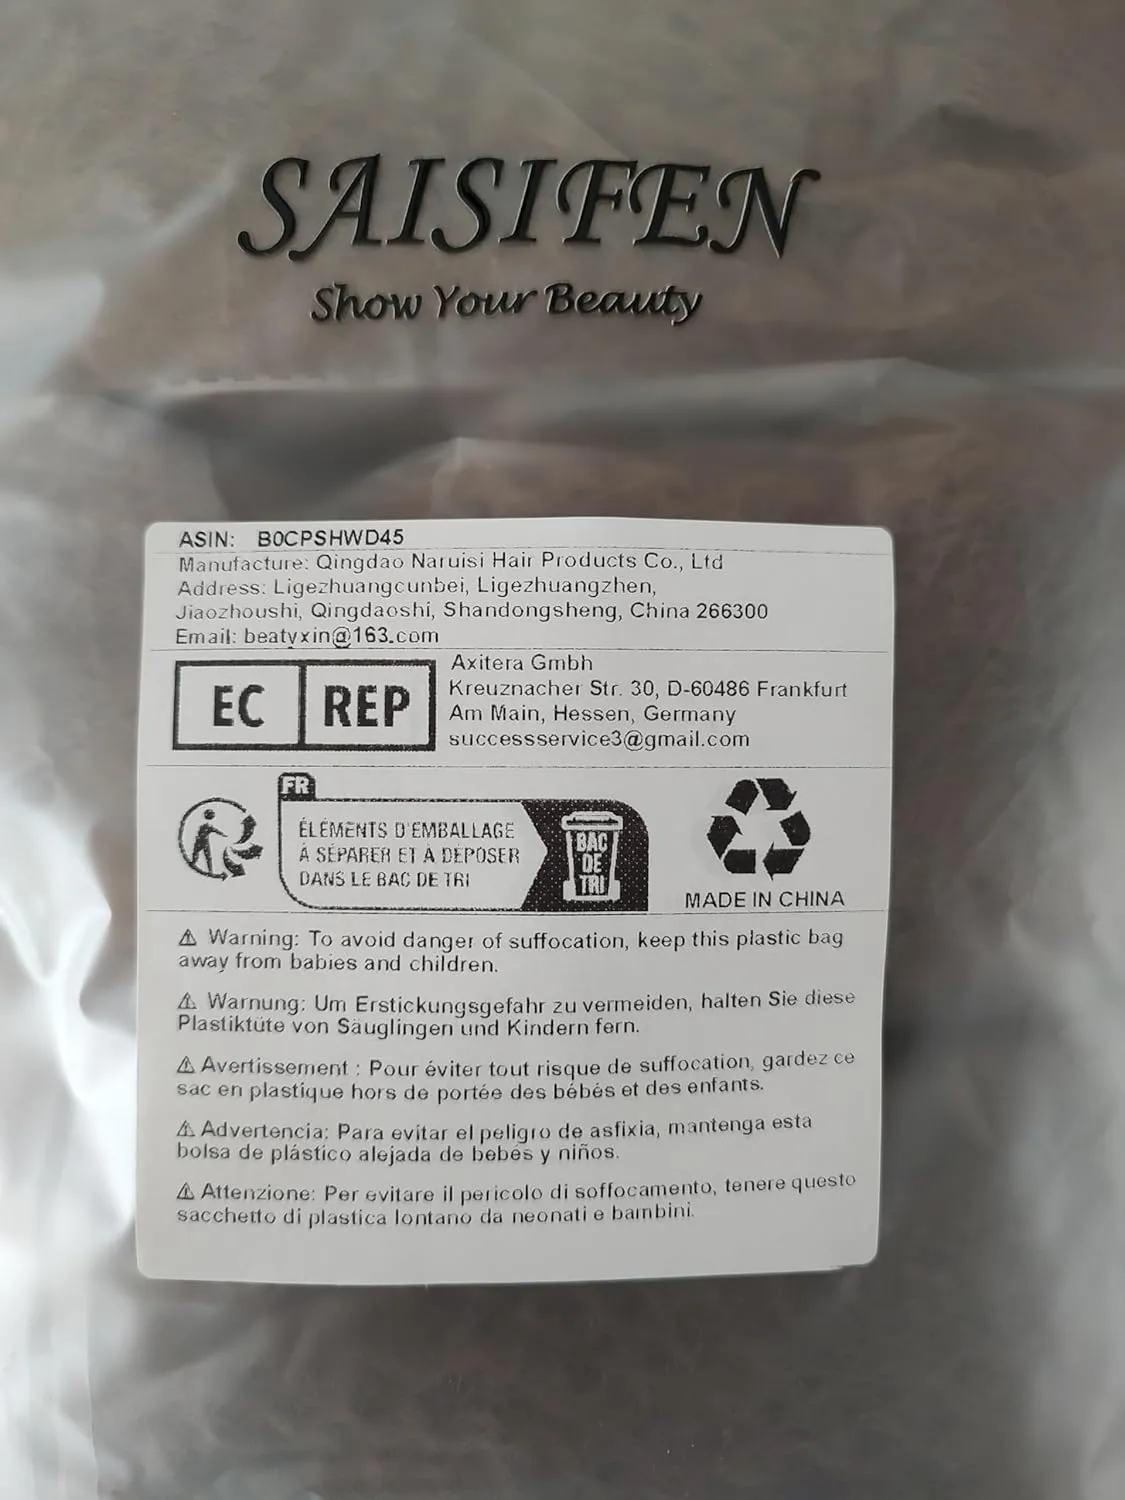 SAISIFEN
Show Your Beauty
ASIN: B0CPSHWD45
Manufacture: Qingdao Naruisi Hair Products Co., Ltd
Address: Ligezhuangcunbei, Ligezhuangzhen,
Jiaozhoushi, Qingdaoshi, Shandongsheng, China 266300
Email: beatyxin@163.com
EC REP
Axitera Gmbh
Kreuznacher Str. 30, D-60486 Frankfurt
Am Main, Hessen, Germany
successservice3@gmail.com
FR
ÉLÉMENTS D'EMBALLAGE
À SÉPARER ET À DÉPOSER
DANS LE BAC DE TRI
BAC
DE
TRI
MADE IN CHINA
⚠ Warning: To avoid danger of suffocation, keep this plastic bag
away from babies and children.
⚠ Warnung: Um Erstickungsgefahr zu vermeiden, halten Sie diese
Plastiktüte von Säuglingen und Kindern fern.
⚠ Avertissement : Pour éviter tout risque de suffocation, gardez ce
sac en plastique hors de portée des bébés et des enfants.
⚠ Advertencia: Para evitar el peligro de asfixia, mantenga esta
bolsa de plástico alejada de bebés y niños.
⚠ Attenzione: Per evitare il pericolo di soffocamento, tenere questo
sacchetto di plastica lontano da neonati e bambini.